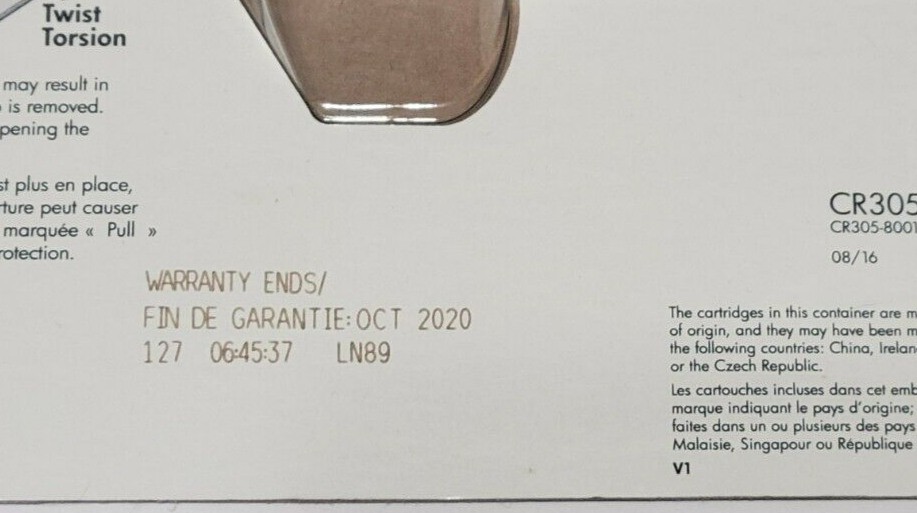 Twist
Torsion
may result in
is removed.
pening the
st plus en place,
rture peut causer
marquée « Pull »
rotection.
WARRANTY ENDS/
FIN DE GARANTIE:OCT 2020
127 06:45:37 LN89
CR305
CR305-8001
08/16
The cartridges in this container are m
of origin, and they may have been m
the following countries: China, Irelan
or the Czech Republic.
Les cartouches incluses dans cet emb
marque indiquant le pays d'origine;
faites dans un ou plusieurs des pays
Malaisie, Singapour ou République
V1